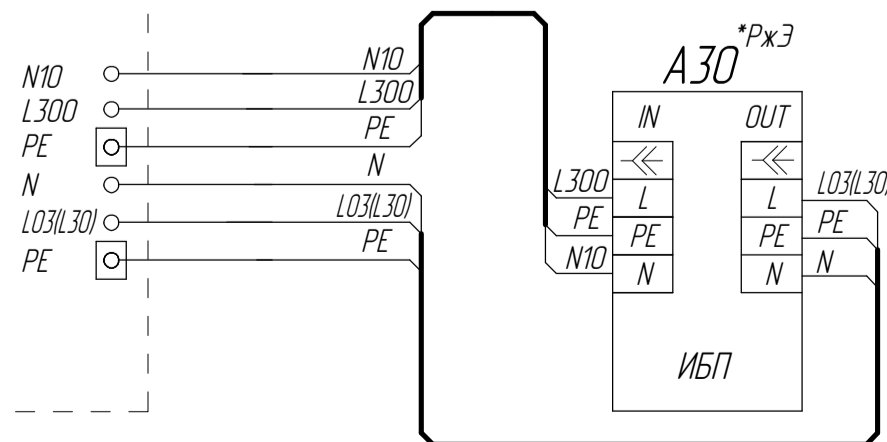 N10
L300
PE
N
L03(L30)
PE
N10
L300
PE
N
L03(L30)
PE
A30 *РжЭ
IN OUT
L
PE
N
L
PE
N
ИБП
L300
PE
N10
L03(L30)
PE
N